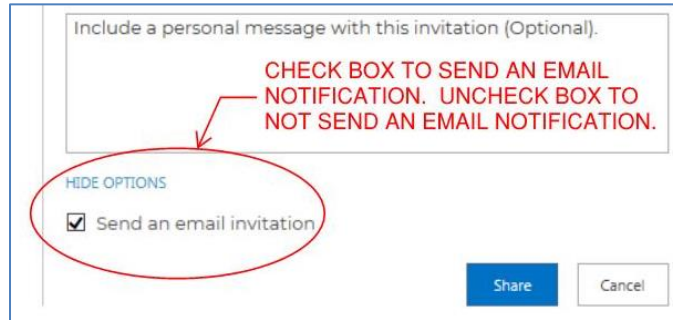 Include a personal message with this invitation (Optional).
CHECK BOX TO SEND AN EMAIL
NOTIFICATION. UNCHECK BOX TO
NOT SEND AN EMAIL NOTIFICATION.
HIDE OPTIONS
Send an email invitation
Share Cancel